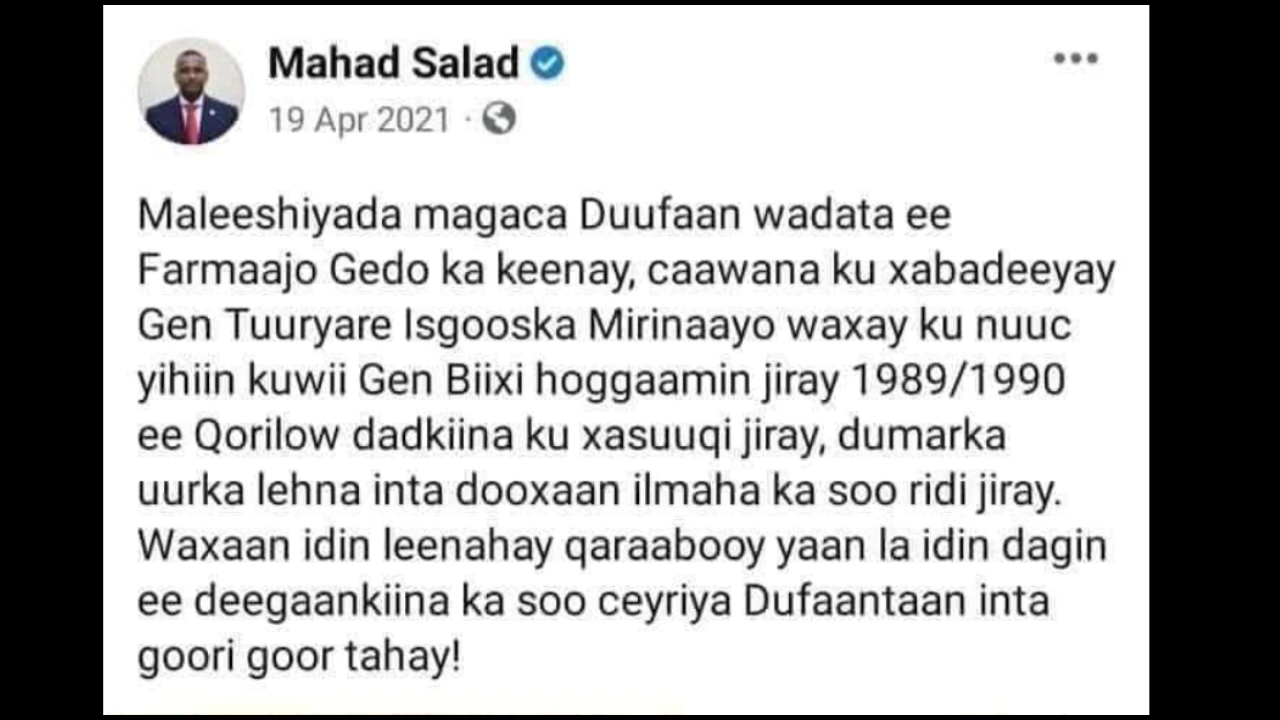 Mahad Salad
19 Apr 2021 ·
Maleeshiyada magaca Duufaan wadata ee
Farmaajo Gedo ka keenay, caawana ku xabadeeyay
Gen Tuuryare Isgooska Mirinaayo waxay ku nuuc
yihiin kuwii Gen Biixi hoggaamin jiray 1989/1990
ee Qorilow dadkiina ku xasuuqi jiray, dumarka
uurka lehna inta dooxaan ilmaha ka soo ridi jiray.
Waxaan idin leenahay qaraabooy yaan la idin dagin
ee deegaankiina ka soo ceyriya Dufaantaan inta
goori goor tahay!